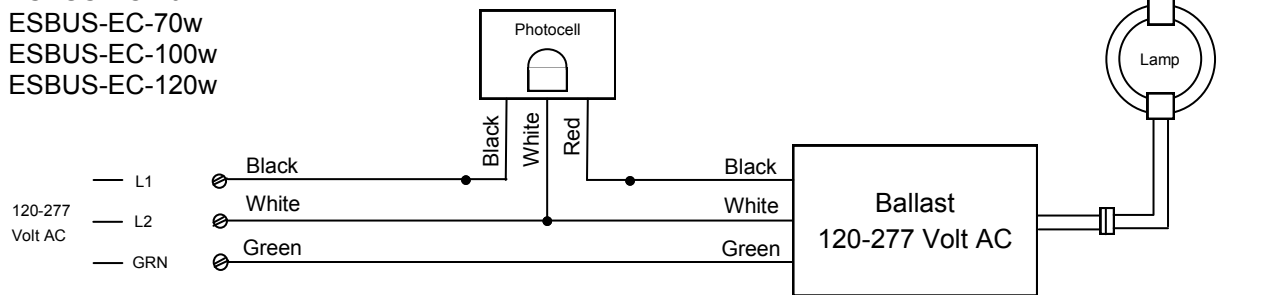 ESBUS-EC-70w
ESBUS-EC-100w
ESBUS-EC-120w
Photocell
Lamp
Black
White
Red
L1
Black
Black
120-277
Volt AC
L2
White
White
GRN
Green
Green
Ballast
120-277 Volt AC